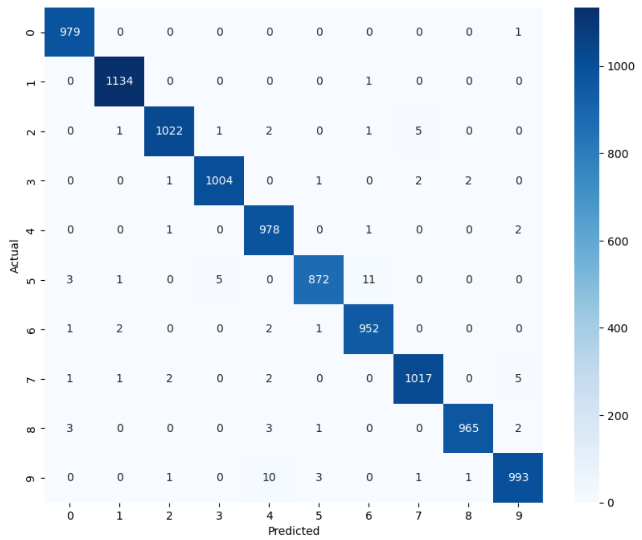 0 979 0 0 0 0 0 0 0 0 1
1 0 1134 0 0 0 0 1 0 0 0
2 0 1 1022 1 2 0 1 5 0 0
3 0 0 1 1004 0 1 0 2 2 0
4 0 0 1 0 978 0 1 0 0 2
5 3 1 0 5 0 872 11 0 0 0
6 1 2 0 0 2 1 952 0 0 0
7 1 1 2 0 2 0 0 1017 0 5
8 3 0 0 0 3 1 0 0 965 2
9 0 0 1 0 10 3 0 1 1 993
0 1 2 3 4 5 6 7 8 9
Actual
Predicted
1000
800
600
400
200
0